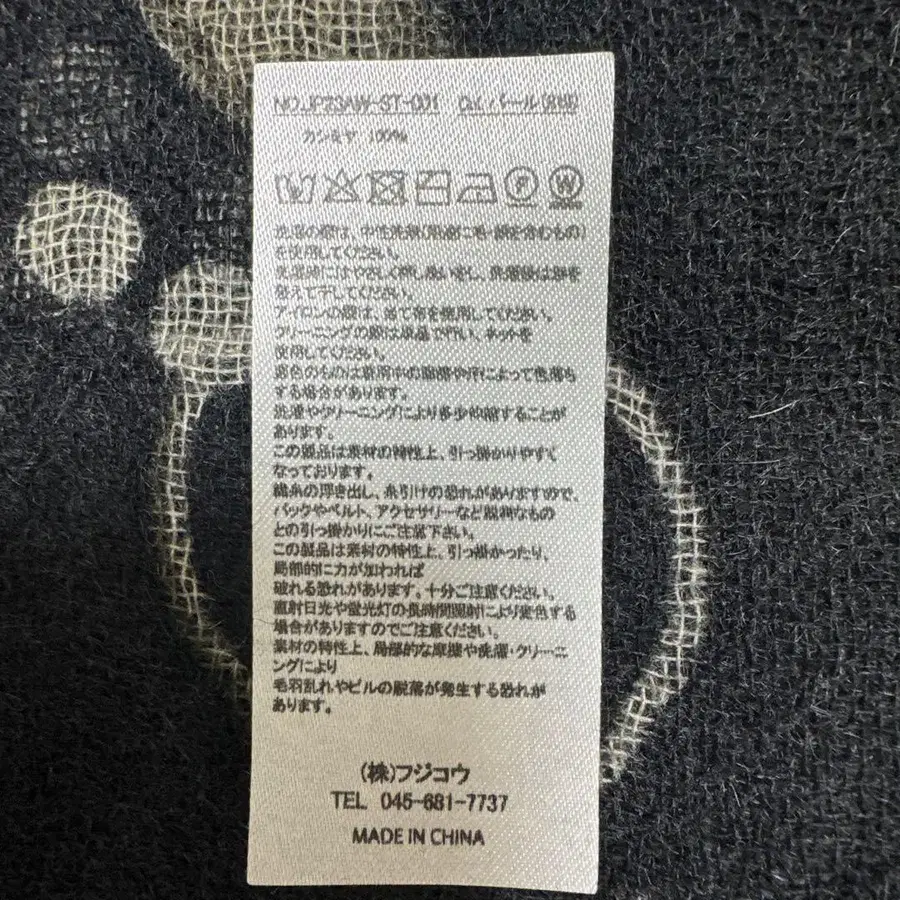 NO.JP23AW-ST-001 Col.パール
カシミヤ 100%
F W
洗濯の際は、中性洗剤
を使用してください。
洗濯時にはやさしく押し洗いをし、洗濯後は形を
整えて干してください。
アイロンの際は、当て布を使用してください。
クリーニングの際は単品で行い、ネットを
使用してください。
濃色のものは着用中の摩擦や汗によって色落ち
する場合があります。
洗濯やクリーニングにより多少伸縮することが
あります。
この製品は素材の特性上、引っ掛かりやすく
なっております。
織糸の浮き出し、糸引けの恐れがありますので、
バックやベルト、アクセサリーなど鋭利なもの
との引っ掛かりにご注意下さい。
この製品は素材の特性上、引っ掛かったり、
局部的に力が加われば
破れる恐れがあります。十分ご注意ください。
直射日光や蛍光灯の長時間照射により変色する
場合がありますのでご注意ください。
素材の特性上、局部的な摩擦や洗濯・クリーニ
ングにより
毛羽乱れやピルの脱落が発生する恐れが
あります。
(株)フジコウ
TEL 045-681-7737
MADE IN CHINA